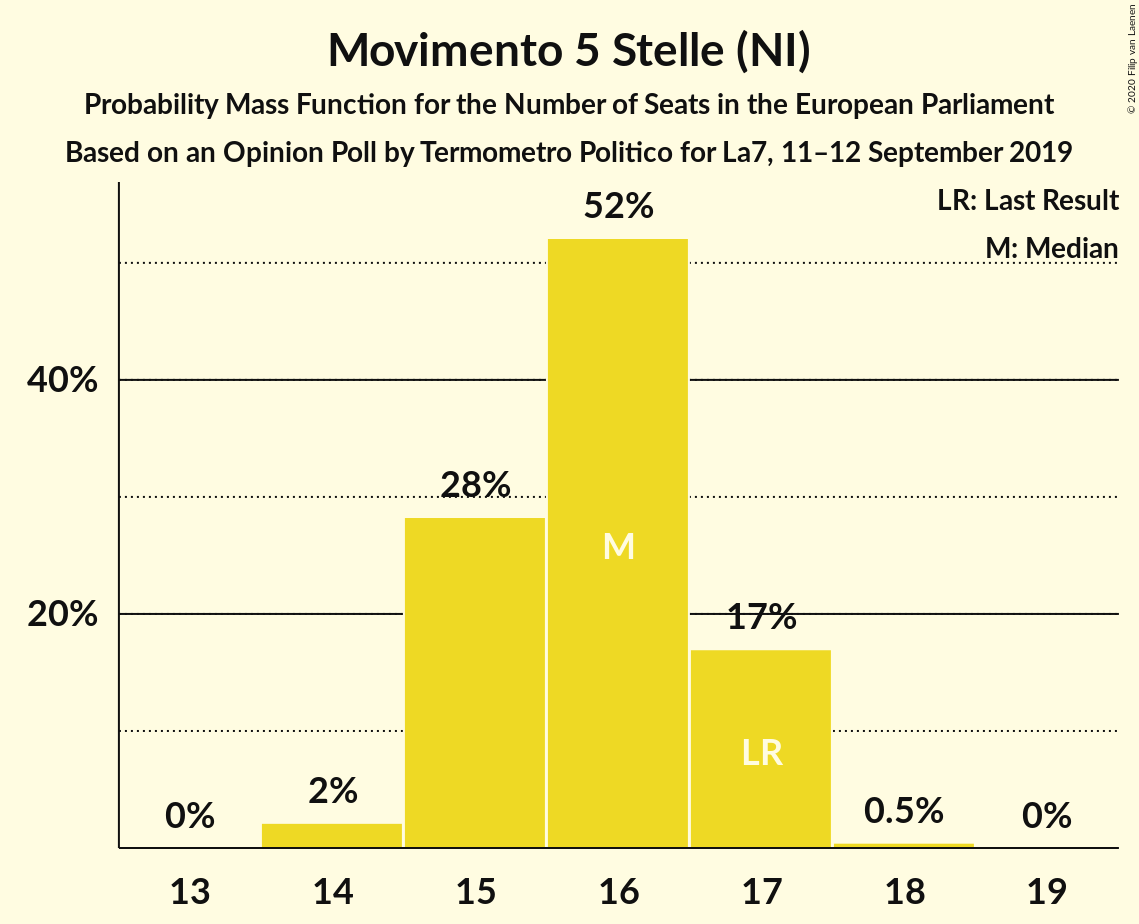 Movimento 5 Stelle (NI)
Probability Mass Function for the Number of Seats in the European Parliament
Based on an Opinion Poll by Termometro Politico for La7, 11–12 September 2019
© 2020 Filip van Laenen
LR: Last Result
M: Median
52%
40%
28%
M
20%
17%
LR
0%
2%
0.5%
0%
13 14 15 16 17 18 19